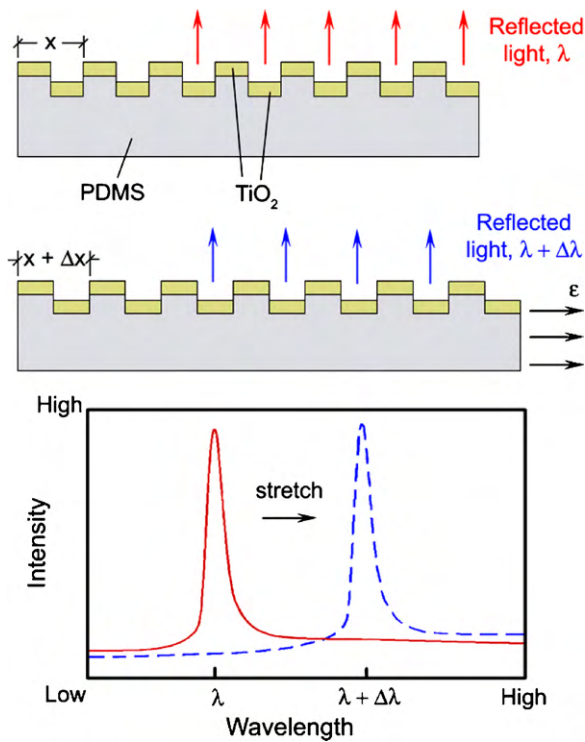 x
Reflected
light, λ
PDMS
TiO₂
x + Δx
Reflected
light, λ + Δλ
ε
High
stretch
Intensity
Low
λ
λ + Δλ
High
Wavelength